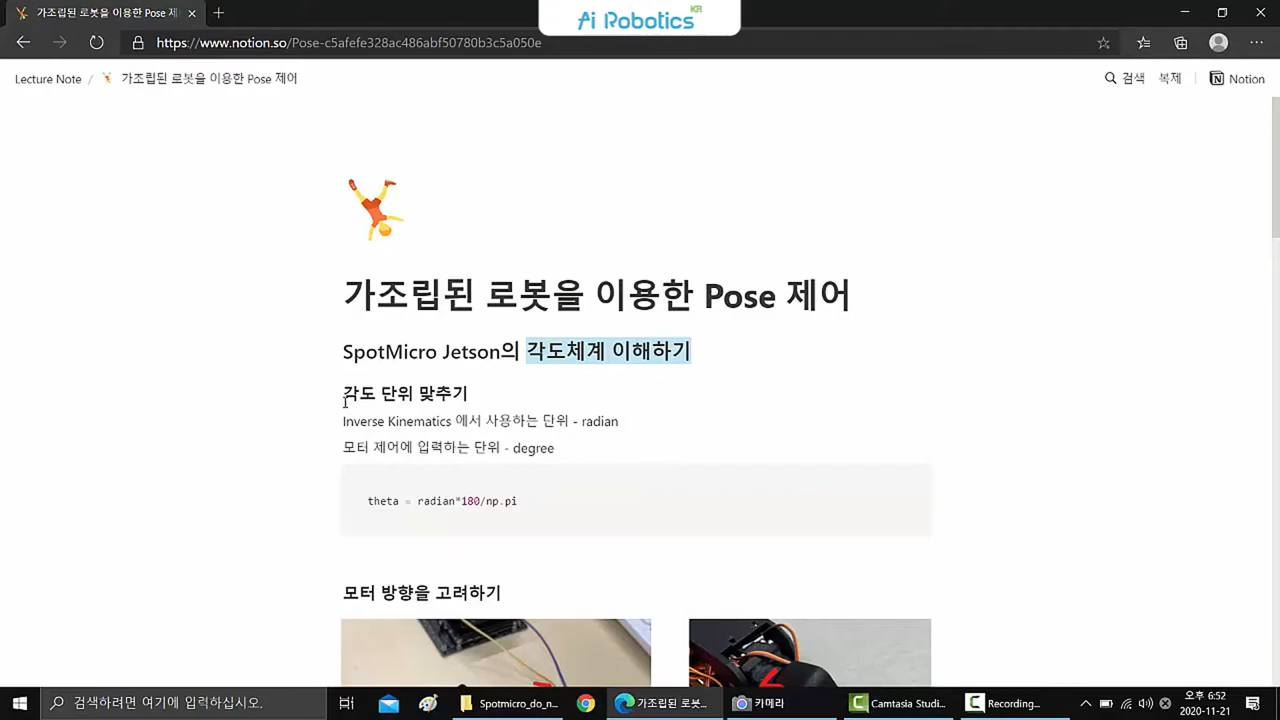 가조립된 로봇을 이용한 Pose 제
Ai Robotics KR
https://www.notion.so/Pose-c5afefe328ac486abf50780b3c5a050e
Lecture Note / 가조립된 로봇을 이용한 Pose 제어
검색 복제 Notion
가조립된 로봇을 이용한 Pose 제어
SpotMicro Jetson의 각도체계 이해하기
각도 단위 맞추기
Inverse Kinematics 에서 사용하는 단위 - radian
모터 제어에 입력하는 단위 - degree
theta = radian*180/np.pi
모터 방향을 고려하기
검색하려면 여기에 입력하십시오.
Spotmicro_do_n...
가조립된 로봇...
카메라
Camtasia Studi...
Recording...
오후 6:52
2020-11-21